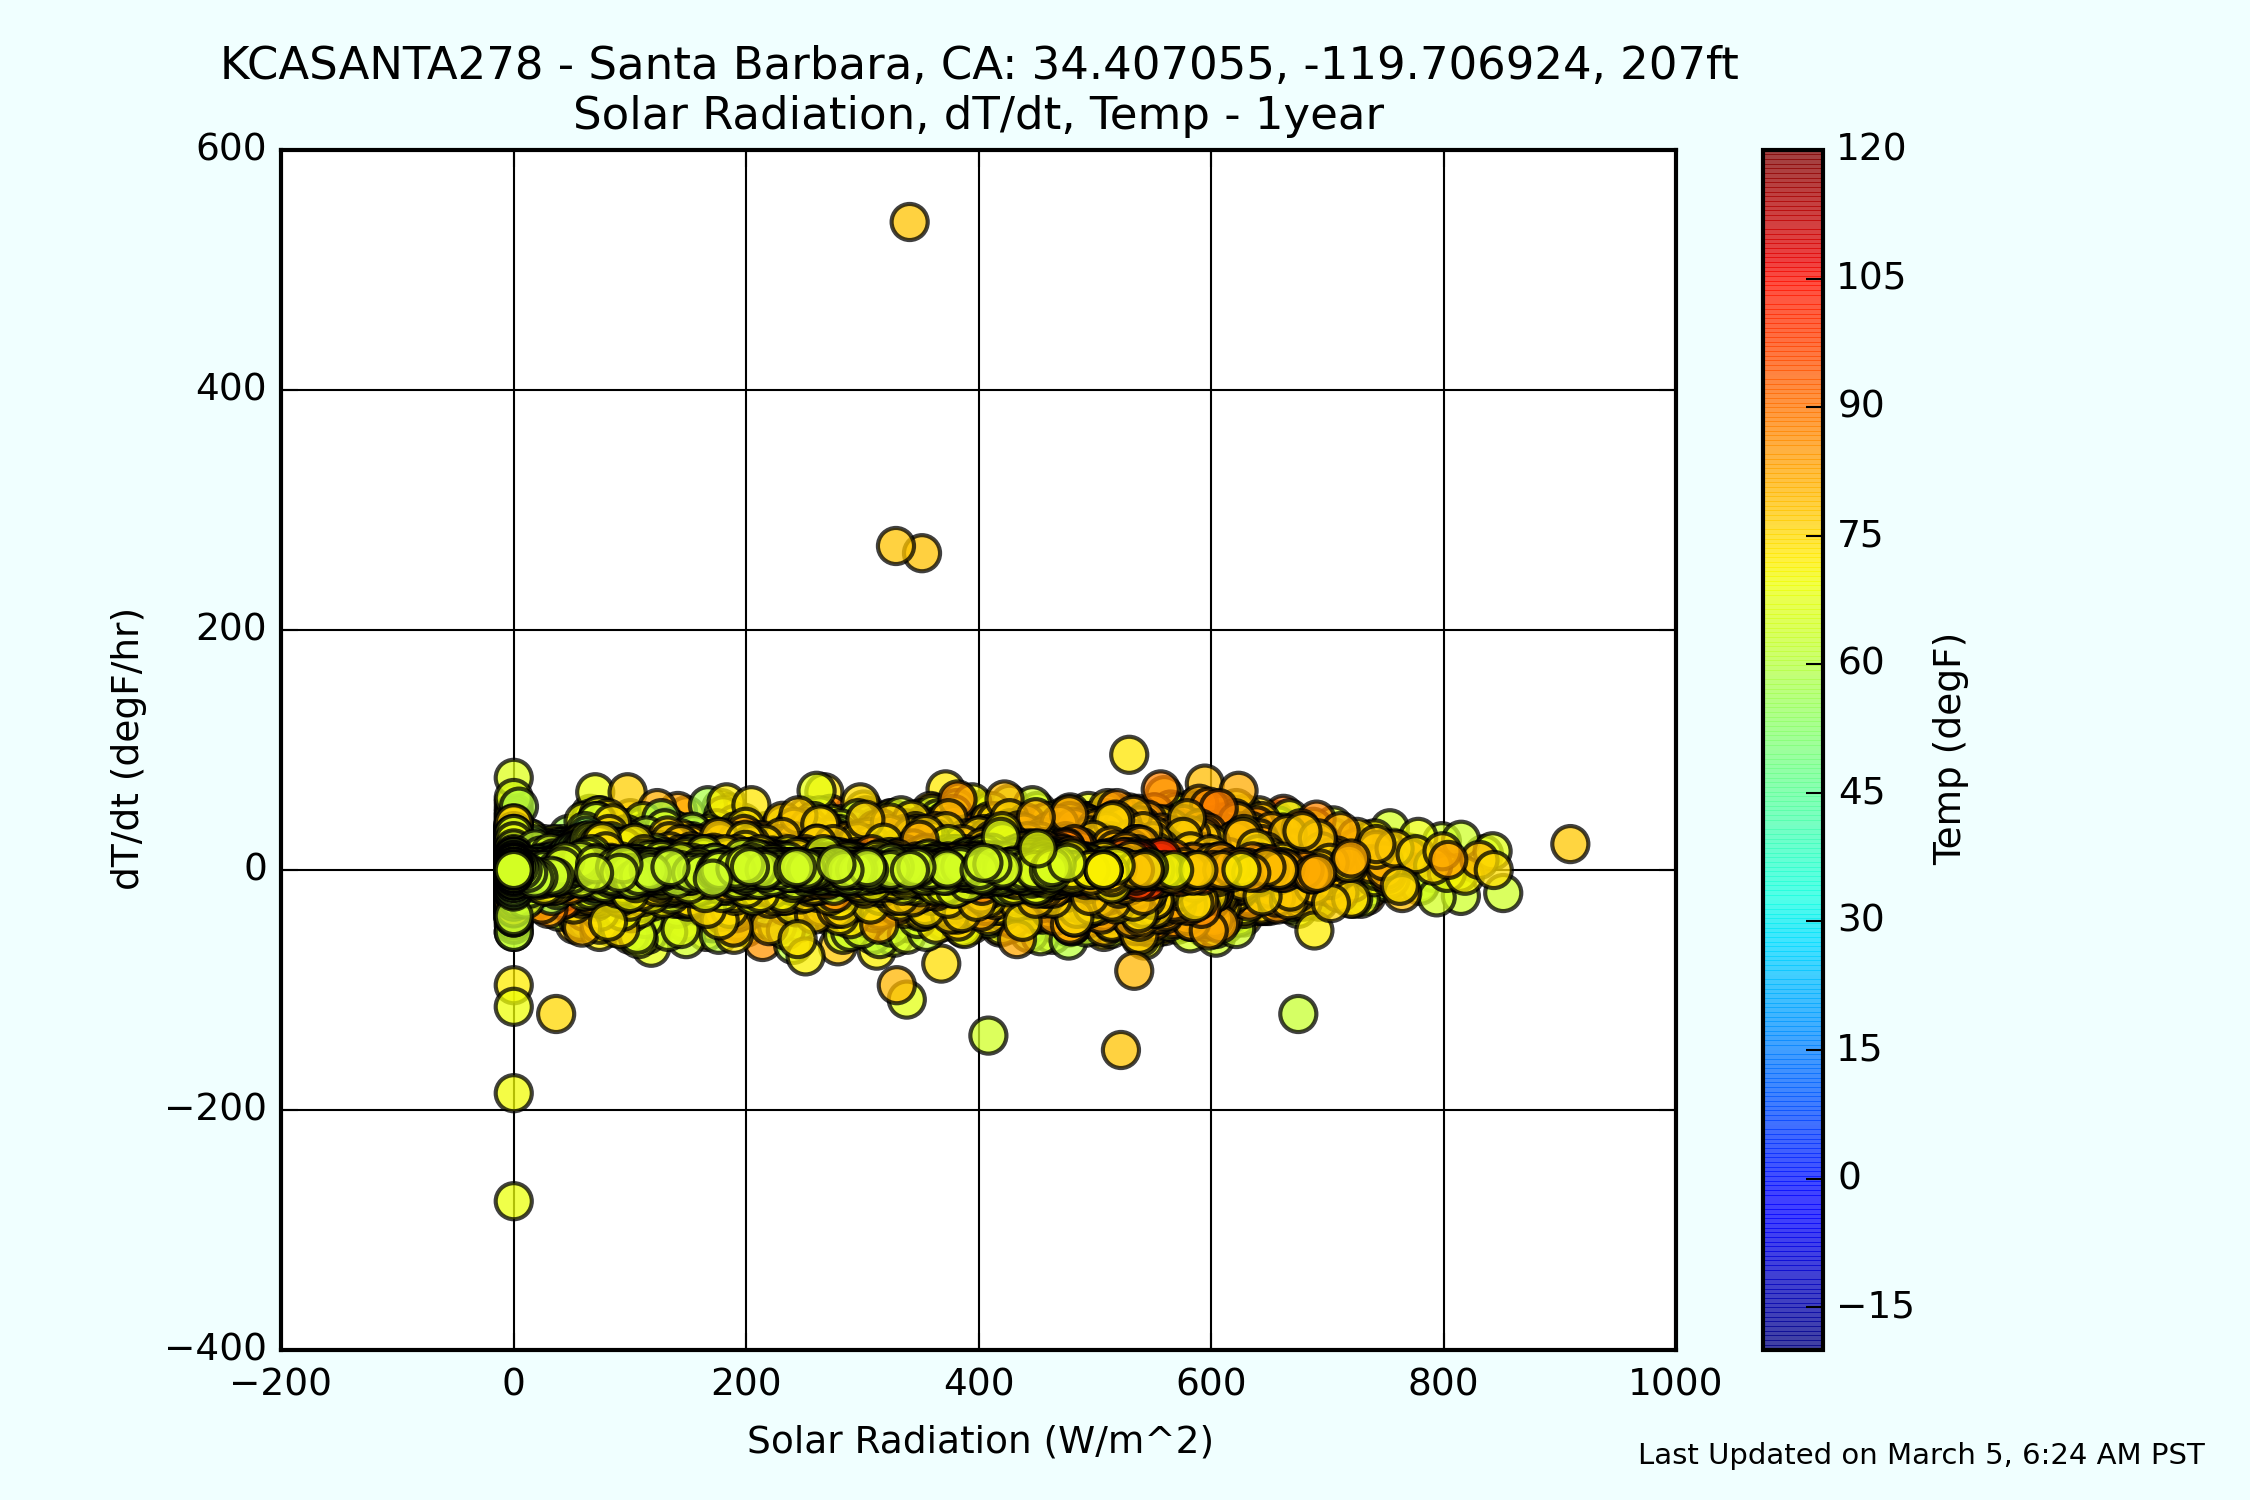 KCASANTA278 - Santa Barbara, CA: 34.407055, -119.706924, 207ft
Solar Radiation, dT/dt, Temp - 1year
600
400
200
0
−200
−400
dT/dt (degF/hr)
−200 0 200 400 600 800 1000
Solar Radiation (W/m^2)
120
105
90
75
60
45
30
15
0
−15
Temp (degF)
Last Updated on March 5, 6:24 AM PST